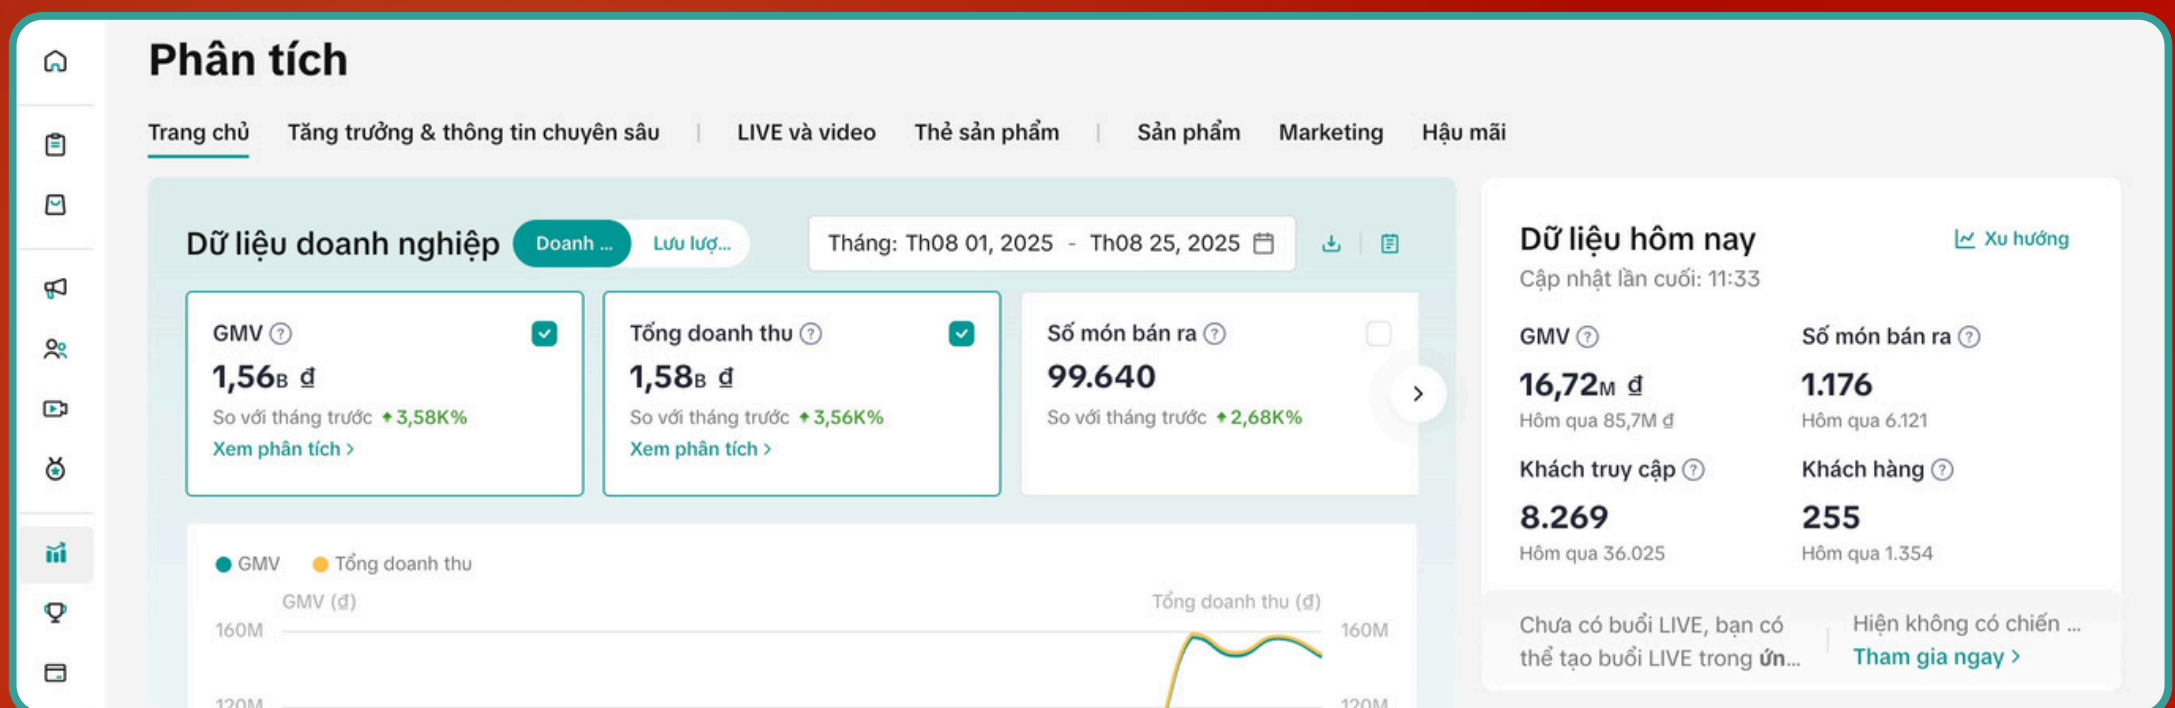 Phân tích
Trang chủ
Tăng trưởng & thông tin chuyên sâu
LIVE và video
Thẻ sản phẩm
Sản phẩm
Marketing
Hậu mãi
Dữ liệu doanh nghiệp
Doanh ...
Lưu lượ...
Tháng: Th08 01, 2025 - Th08 25, 2025
GMV ?
1,56B ₫
So với tháng trước 3,58K%
Xem phân tích >
Tổng doanh thu ?
1,58B ₫
So với tháng trước 3,56K%
Xem phân tích >
Số món bán ra ?
99.640
So với tháng trước 2,68K%
GMV
Tổng doanh thu
GMV (₫)
Tổng doanh thu (₫)
160M
160M
120M
120M
Dữ liệu hôm nay
Xu hướng
Cập nhật lần cuối: 11:33
GMV ?
16,72M ₫
Hôm qua 85,7M ₫
Số món bán ra ?
1.176
Hôm qua 6.121
Khách truy cập ?
8.269
Hôm qua 36.025
Khách hàng ?
255
Hôm qua 1.354
Chưa có buổi LIVE, bạn có
thể tạo buổi LIVE trong ứn...
Hiện không có chiến ...
Tham gia ngay >